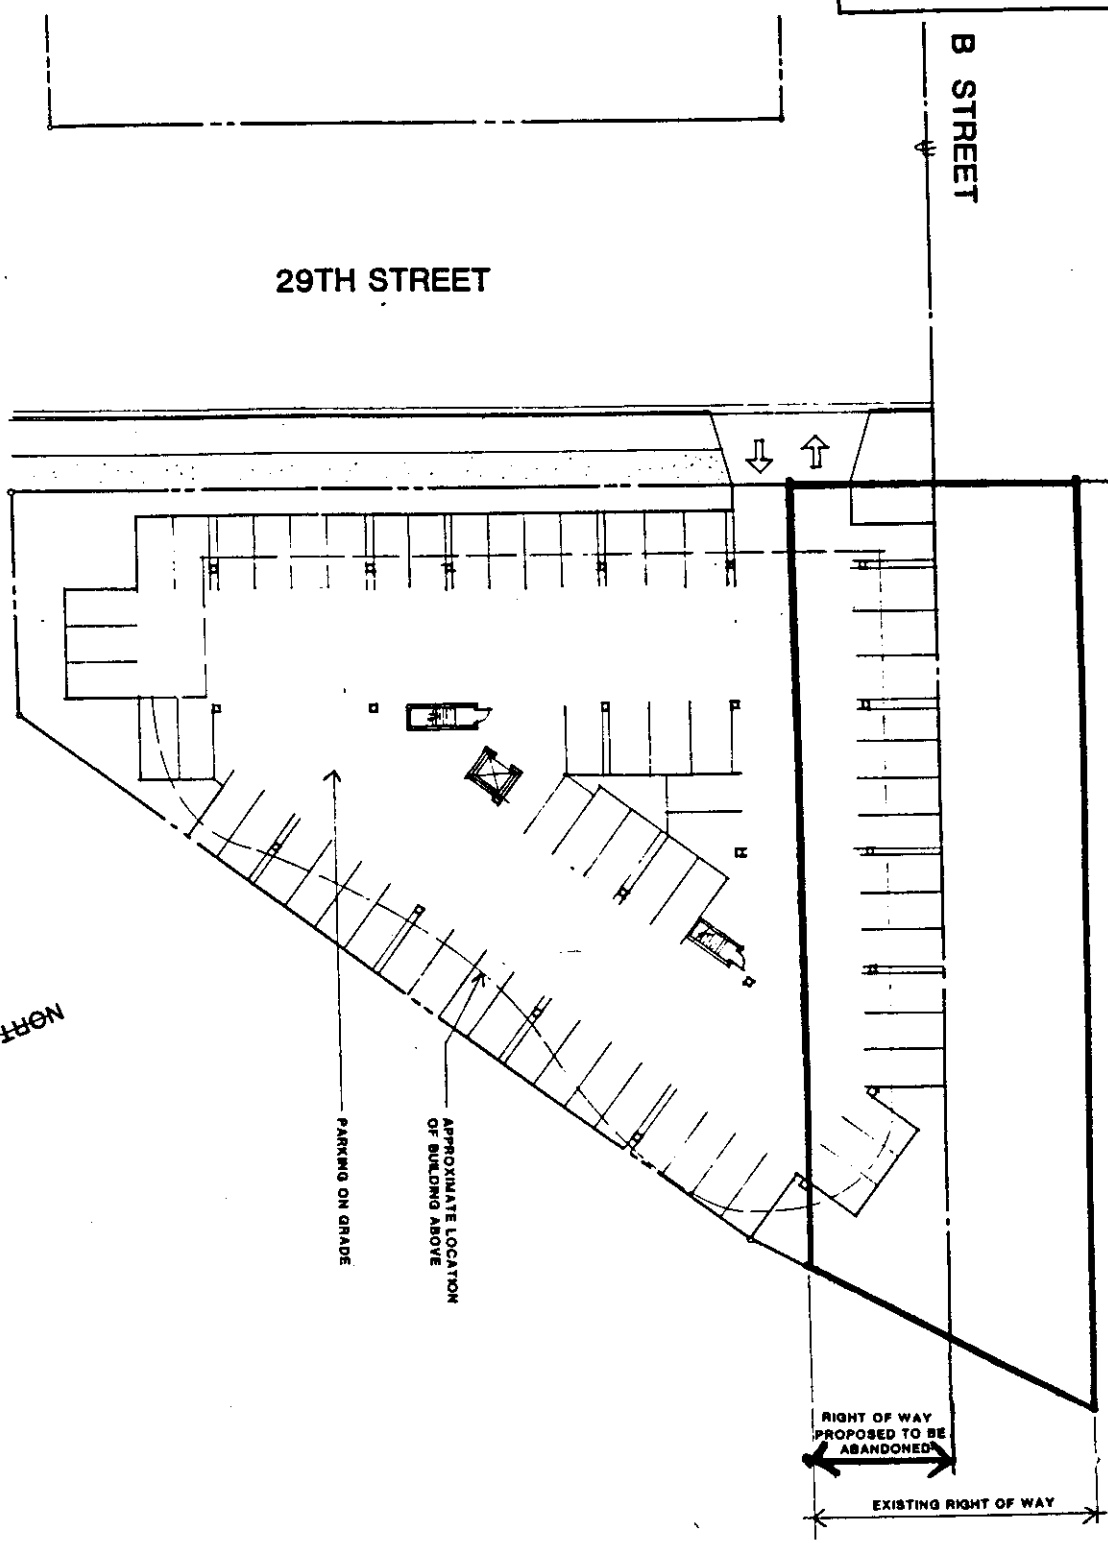 B STREET
29TH STREET
APPROXIMATE LOCATION
OF BUILDING ABOVE
PARKING ON GRADE
RIGHT OF WAY
PROPOSED TO BE
ABANDONED
EXISTING RIGHT OF WAY